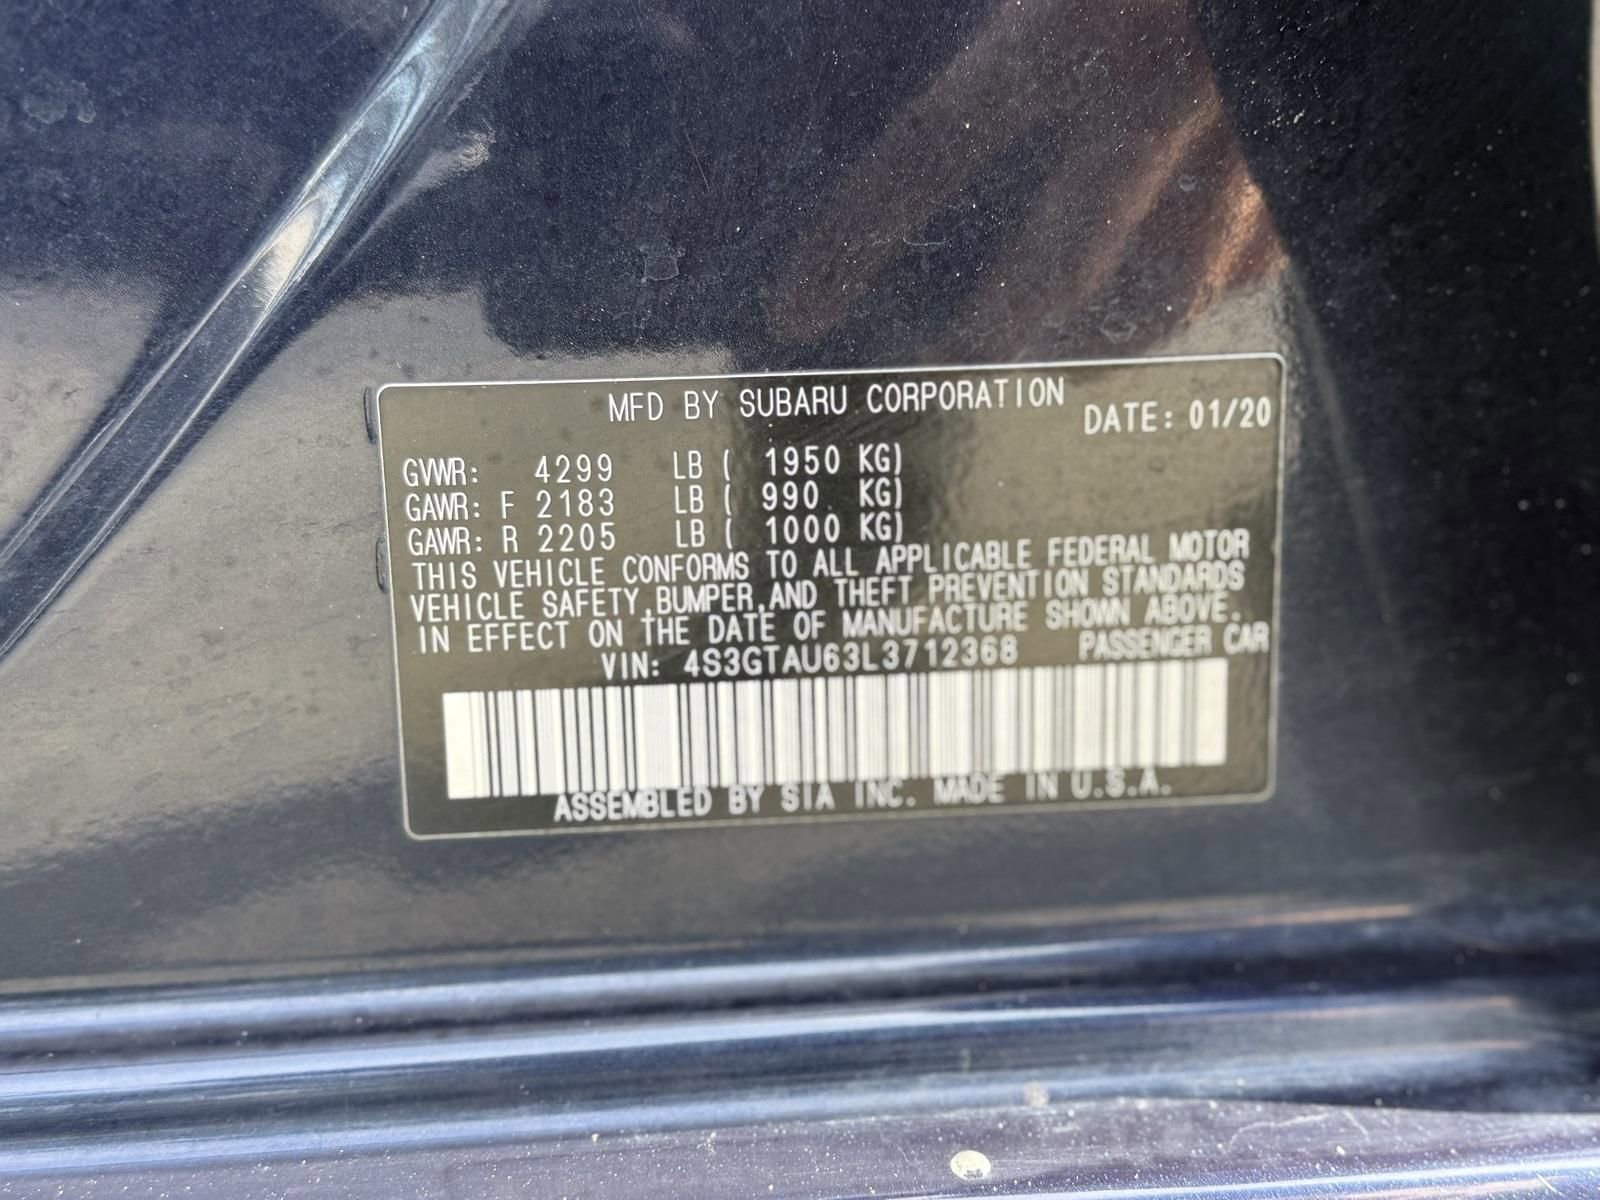 MFD BY SUBARU CORPORATION DATE: 01/20
GVWR: 4299 LB ( 1950 KG)
GAWR: F 2183 LB ( 990 KG)
GAWR: R 2205 LB ( 1000 KG)
THIS VEHICLE CONFORMS TO ALL APPLICABLE FEDERAL MOTOR
VEHICLE SAFETY,BUMPER,AND THEFT PREVENTION STANDARDS
IN EFFECT ON THE DATE OF MANUFACTURE SHOWN ABOVE.
VIN: 4S3GTAU63L3712368 PASSENGER CAR
ASSEMBLED BY SIA INC. MADE IN U.S.A.